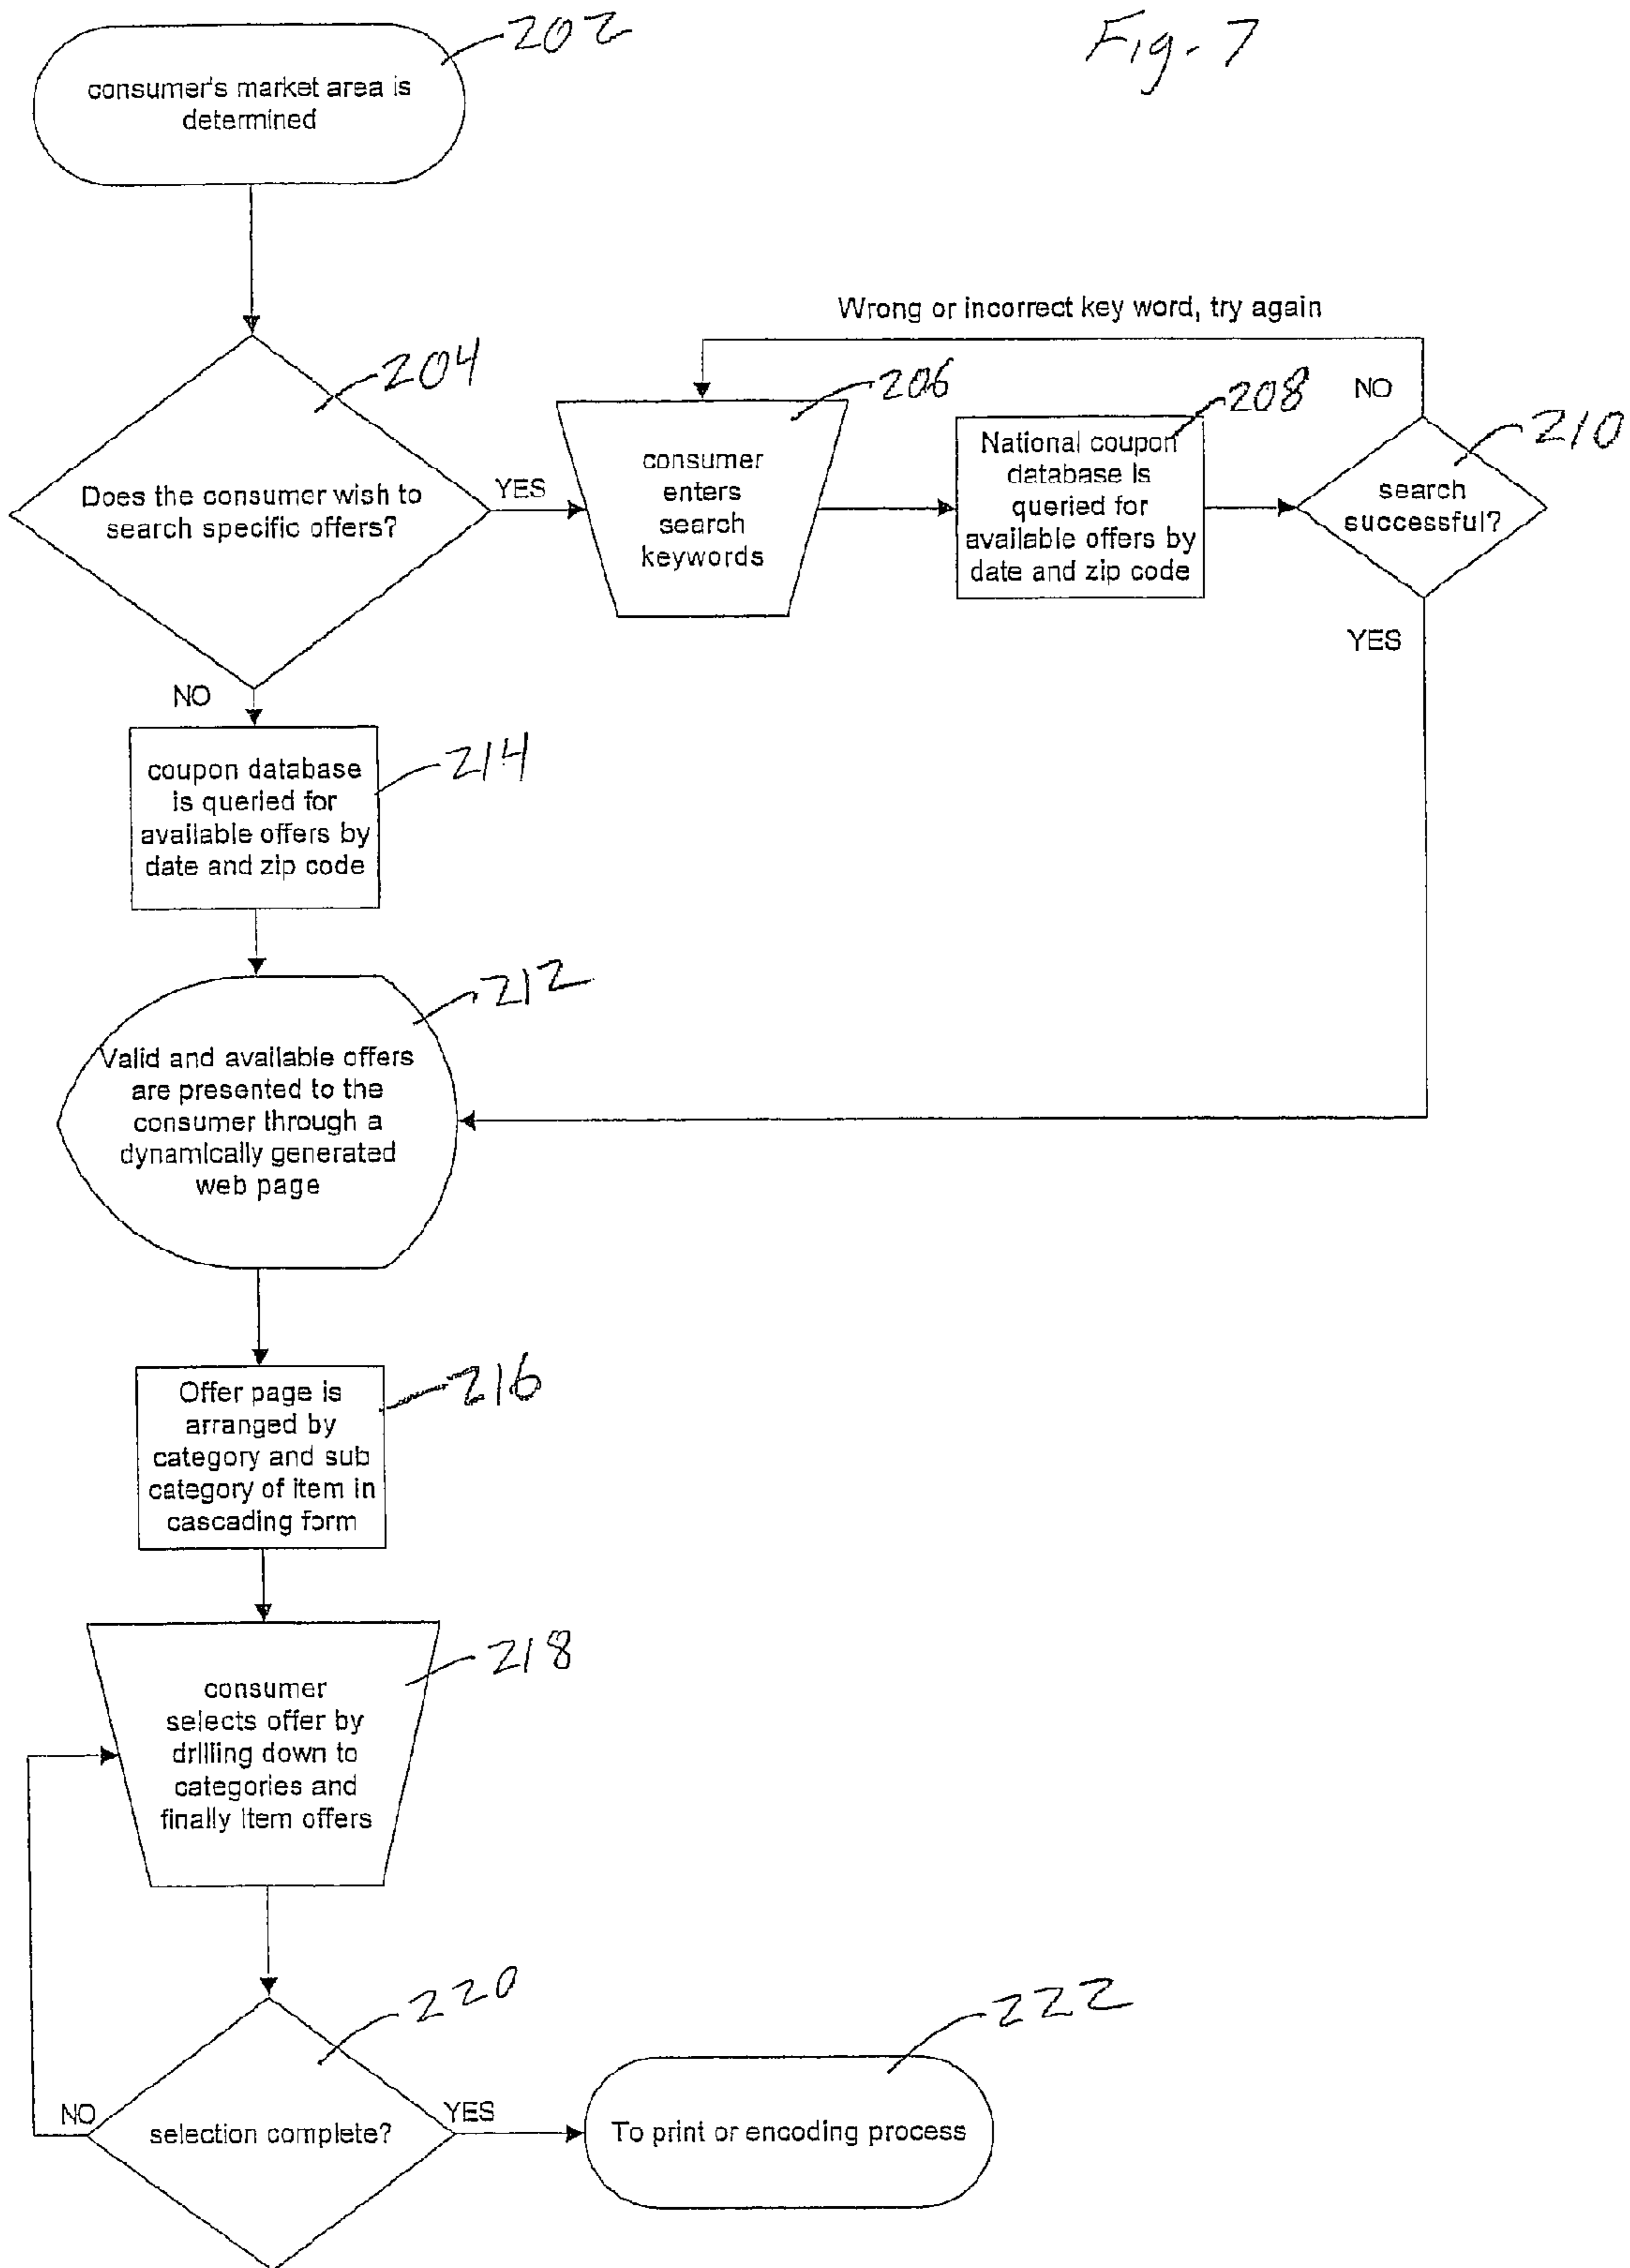 Fig-7
202
consumer's market area is
determined
204
Does the consumer wish to
search specific offers?
YES
NO
Wrong or incorrect key word, try again
206
consumer
enters
search
keywords
208
National coupon
database is
queried for
available offers by
date and zip code
NO
210
search
successful?
YES
214
coupon database
is queried for
available offers by
date and zip code
212
Valid and available offers
are presented to the
consumer through a
dynamically generated
web page
216
Offer page is
arranged by
category and sub
category of item in
cascading form
218
consumer
selects offer by
drilling down to
categories and
finally item offers
220
NO
selection complete?
YES
222
To print or encoding process